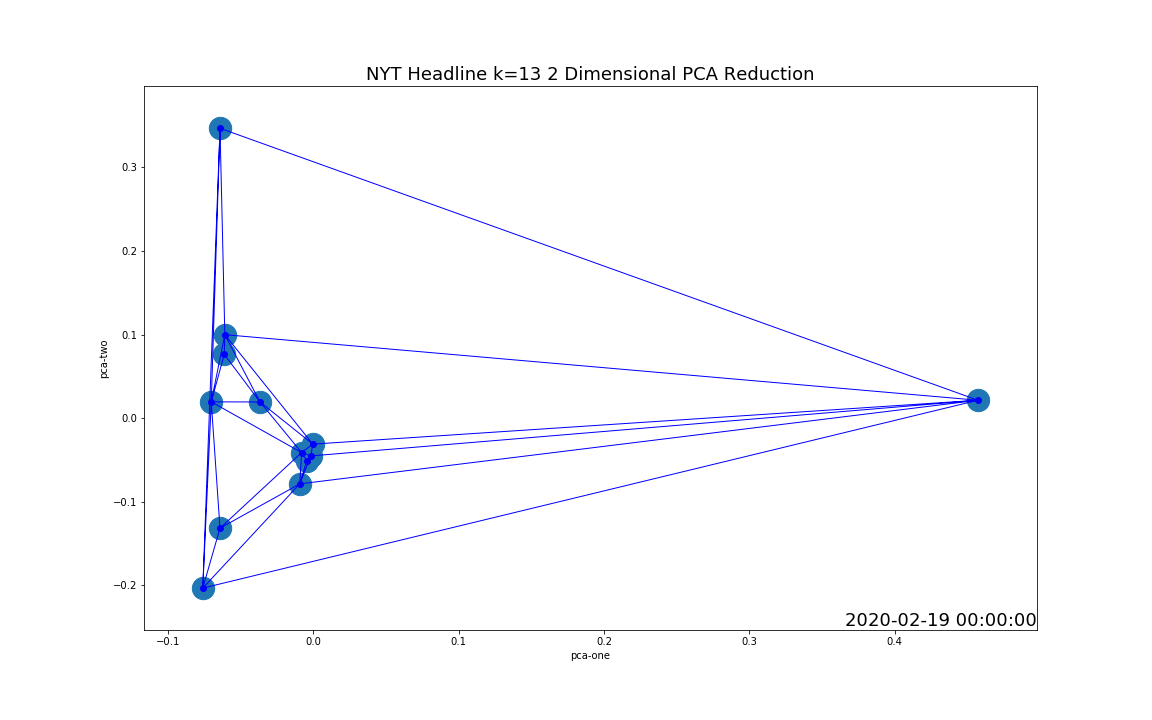 NYT Headline k=13 2 Dimensional PCA Reduction
pca-two
0.3
0.2
0.1
0.0
−0.1
−0.2
2020-02-19 00:00:00
−0.1 0.0 0.1 0.2 0.3 0.4
pca-one